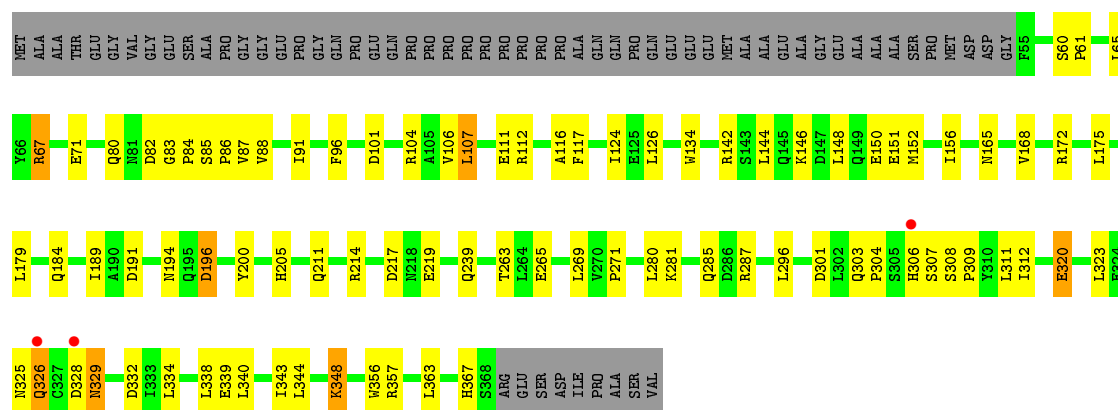 MET ALA ALA THR GLU GLY VAL GLY GLU SER ALA PRO GLY GLY GLU PRO GLY GLN PRO GLU GLN PRO PRO PRO PRO PRO PRO PRO ALA GLN GLN PRO GLN GLU GLU GLU MET ALA ALA GLY GLU ALA ALA ALA SER PRO MET ASP ASP GLY F55 S60 P61
Y66 R67 E71 Q80 N81 D82 G83 P84 S85 P86 V87 V88 I91 F96 D101 R104 A105 V106 L107 E111 R112 A116 F117 I124 E125 L126 W134 R142 S143 L144 Q145 K146 D147 L148 Q149 E150 E151 M152 I156 N165 V168 R172 L175
L179 Q184 I189 A190 D191 N194 Q195 D196 Y200 H205 Q211 R214 D217 N218 E219 Q239 T263 L264 E265 L269 V270 P271 L280 K281 Q285 D286 R287 L296 D301 L302 Q303 P304 S305 H306 S307 S308 P309 Y310 L311 I312 E320 L323
N325 Q326 C327 D328 N329 D332 I333 L334 L338 E339 L340 I343 L344 K348 W356 R357 L363 H367 S368 ARG GLU SER ASP ILE PRO ALA SER VAL